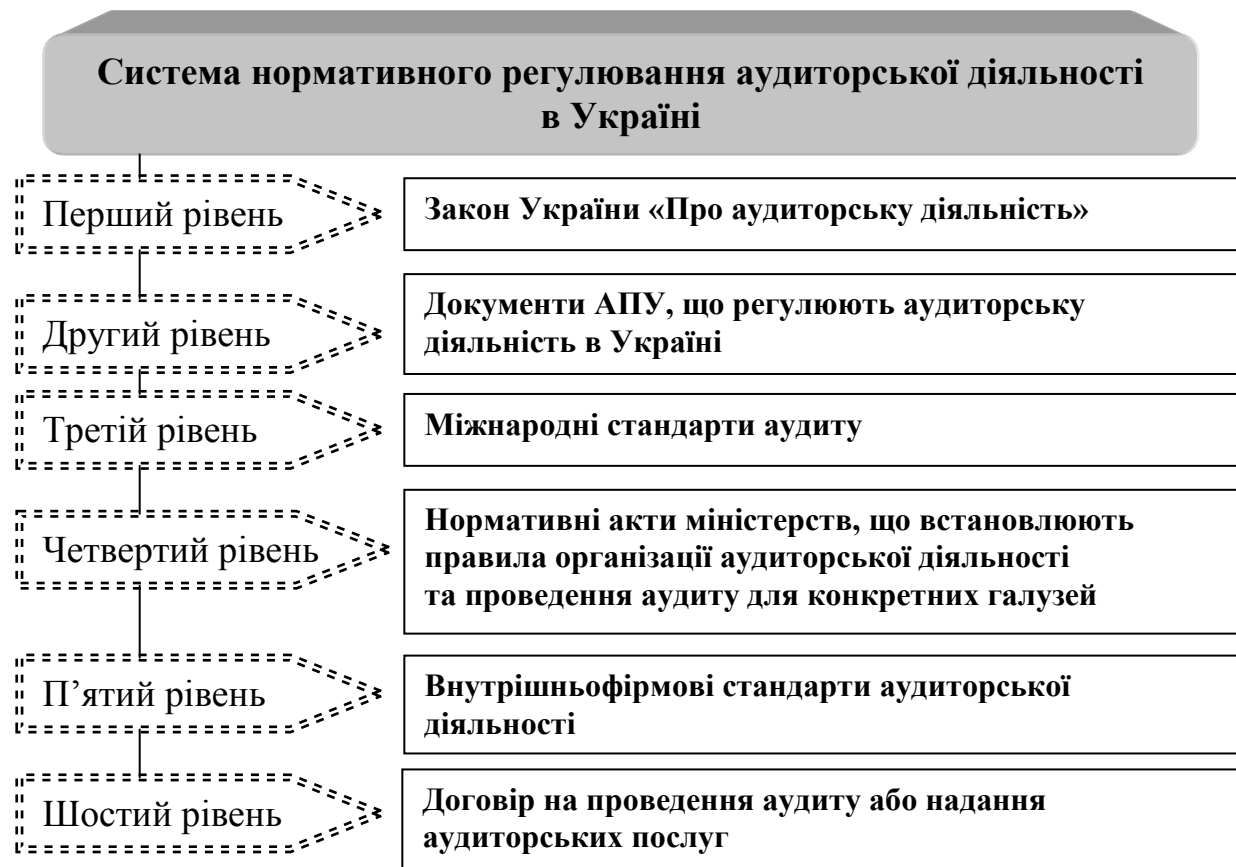 Система нормативного регулювання аудиторської діяльності
в Україні
Перший рівень
Закон України «Про аудиторську діяльність»
Другий рівень
Документи АПУ, що регулюють аудиторську
діяльність в Україні
Третій рівень
Міжнародні стандарти аудиту
Четвертий рівень
Нормативні акти міністерств, що встановлюють
правила організації аудиторської діяльності
та проведення аудиту для конкретних галузей
П’ятий рівень
Внутрішньофірмові стандарти аудиторської
діяльності
Шостий рівень
Договір на проведення аудиту або надання
аудиторських послуг